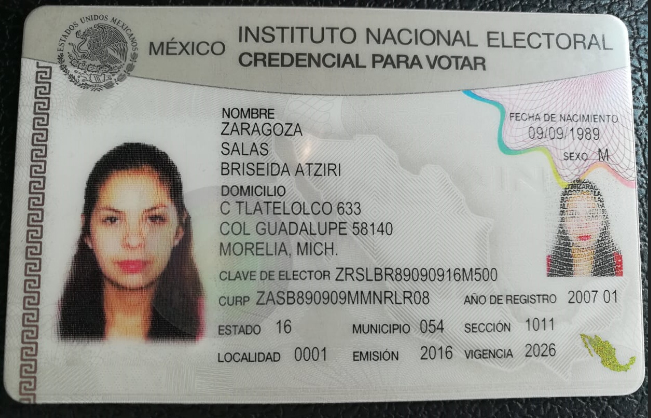 ESTADOS UNIDOS MEXICANOS
MÉXICO INSTITUTO NACIONAL ELECTORAL
CREDENCIAL PARA VOTAR
NOMBRE
ZARAGOZA
SALAS
BRISEIDA ATZIRI
FECHA DE NACIMIENTO
09/09/1989
SEXO M
DOMICILIO
C TLATELOLCO 633
COL GUADALUPE 58140
MORELIA, MICH.
CLAVE DE ELECTOR ZRSLBR89090916M500
CURP ZASB890909MMNRLR08 AÑO DE REGISTRO 2007 01
ESTADO 16 MUNICIPIO 054 SECCIÓN 1011
LOCALIDAD 0001 EMISIÓN 2016 VIGENCIA 2026